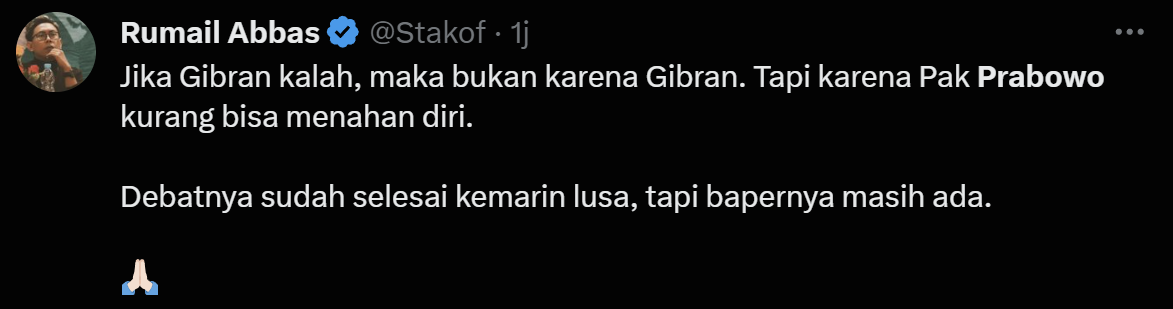 Rumail Abbas @Stakof · 1j
Jika Gibran kalah, maka bukan karena Gibran. Tapi karena Pak Prabowo
kurang bisa menahan diri.
Debatnya sudah selesai kemarin lusa, tapi bapernya masih ada.
🙏🏻